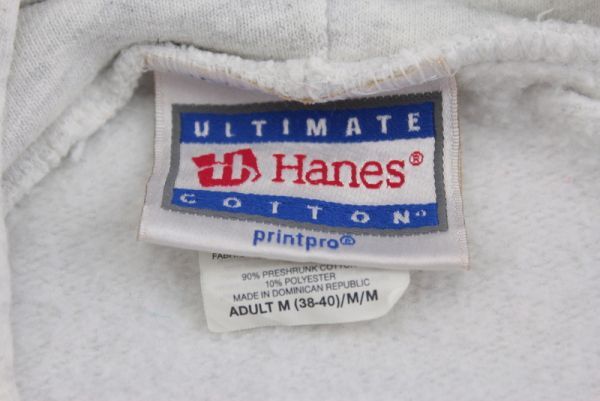 ULTIMATE
Hanes®
COTTON®
printpro®
90% PRESHRUNK COTTON
10% POLYESTER
MADE IN DOMINICAN REPUBLIC
ADULT M (38-40)/M/M